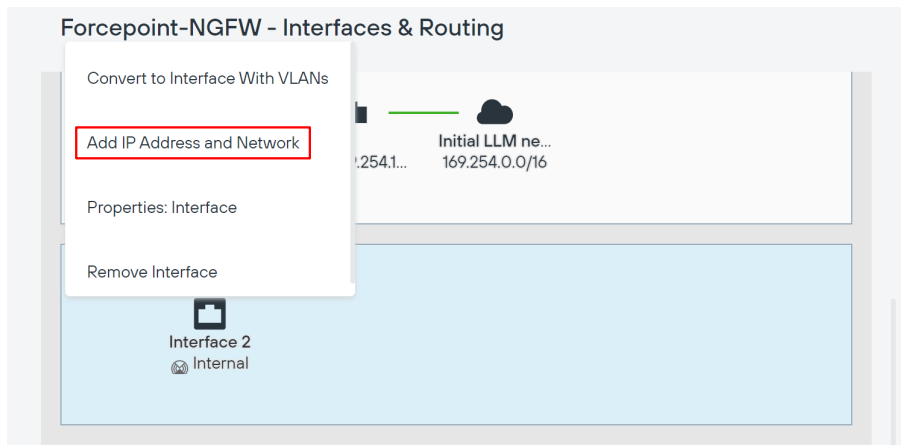 Forcepoint-NGFW - Interfaces & Routing
Convert to Interface With VLANs
Add IP Address and Network
Initial LLM ne...
.254.1...
169.254.0.0/16
Properties: Interface
Remove Interface
Interface 2
Internal